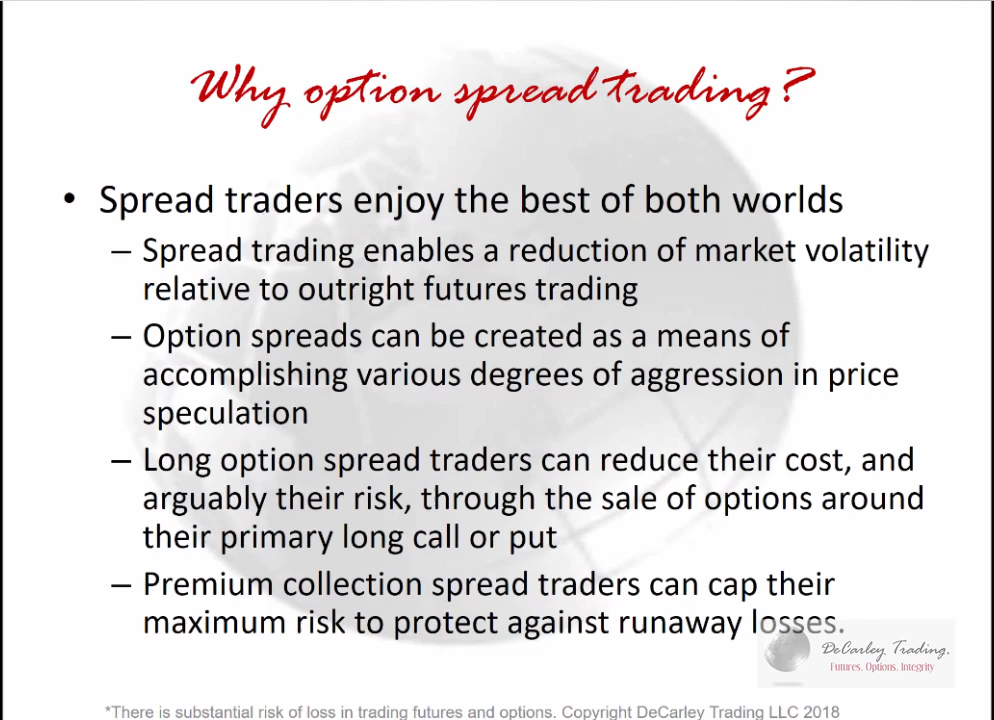 Why option spread trading?
• Spread traders enjoy the best of both worlds
– Spread trading enables a reduction of market volatility
relative to outright futures trading
– Option spreads can be created as a means of
accomplishing various degrees of aggression in price
speculation
– Long option spread traders can reduce their cost, and
arguably their risk, through the sale of options around
their primary long call or put
– Premium collection spread traders can cap their
maximum risk to protect against runaway losses.
DeCarley Trading.
Futures. Options. Integrity
*There is substantial risk of loss in trading futures and options. Copyright DeCarley Trading LLC 2018